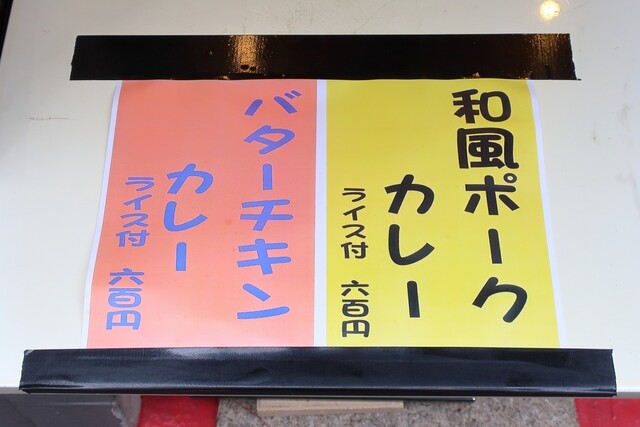 和風ポーク
カレー
ライス付 六百円
バターチキン
カレー
ライス付 六百円